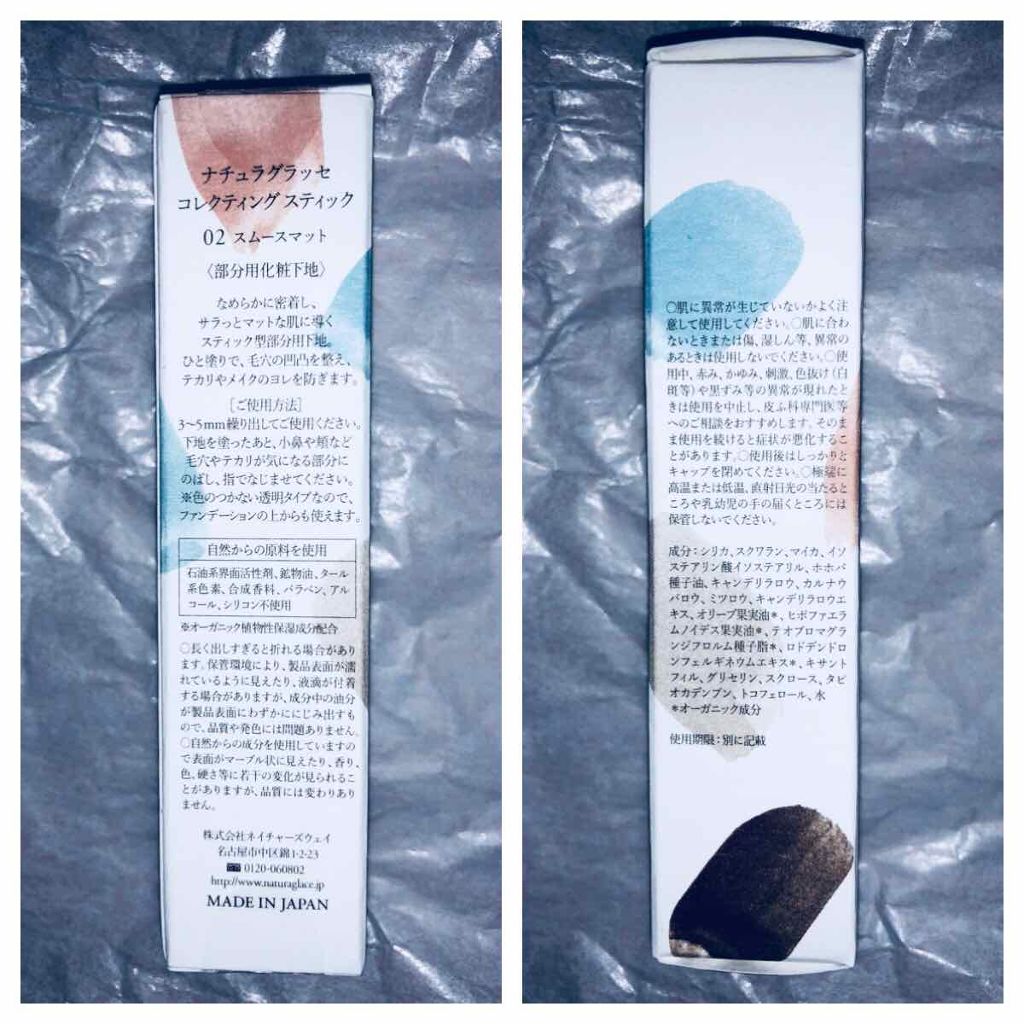 ナチュラグラッセ
コレクティング スティック
02 スムースマット
〈部分用化粧下地〉
なめらかに密着し、
サラっとマットな肌に導く
スティック型部分用下地。
ひと塗りで、毛穴の凹凸を整え、
テカリやメイクのヨレを防ぎます。
［ご使用方法］
3〜5mm繰り出してご使用ください。
下地を塗ったあと、小鼻や頬など
毛穴やテカリが気になる部分に
のばし、指でなじませてください。
※色のつかない透明タイプなので、
ファンデーションの上からも使えます。
自然からの原料を使用
石油系界面活性剤、鉱物油、タール
系色素、合成香料、パラベン、アル
コール、シリコン不使用
※オーガニック植物性保湿成分配合
○長く出しすぎると折れる場合があり
ます。保管環境により、製品表面が濡
れているように見えたり、液滴が付着
する場合がありますが、成分中の油分
が製品表面にわずかににじみ出すも
ので、品質や発色には問題ありません。
○自然からの成分を使用していますの
で表面がマーブル状に見えたり、香り、
色、硬さ等に若干の変化が見られるこ
とがありますが、品質には変わりあり
ません。
株式会社ネイチャーズウェイ
名古屋市中区錦1-2-23
☎ 0120-060802
http://www.naturaglace.jp
MADE IN JAPAN
○肌に異常が生じていないかよく注
意して使用してください。○肌に合わ
ないときまたは傷、湿しん等、異常の
あるときは使用しないでください。○使
用中、赤み、かゆみ、刺激、色抜け（白
斑等）や黒ずみ等の異常が現れたと
きは使用を中止し、皮ふ科専門医等
へのご相談をおすすめします。そのま
ま使用を続けると症状が悪化するこ
とがあります。○使用後はしっかりと
キャップを閉めてください。○極端に
高温または低温、直射日光の当たると
ころや乳幼児の手の届くところには
保管しないでください。
成分：シリカ、スクワラン、マイカ、イソ
ステアリン酸イソステアリル、ホホバ
種子油、キャンデリラロウ、カルナウ
バロウ、ミツロウ、キャンデリラロウエ
キス、オリーブ果実油＊、ヒポファエラ
ムノイデス果実油＊、テオブロマグラ
ンジフロルム種子脂＊、ロドデンドロ
ンフェルギネウムエキス＊、キサント
フィル、グリセリン、スクロース、タピ
オカデンプン、トコフェロール、水
＊オーガニック成分
使用期限：別に記載